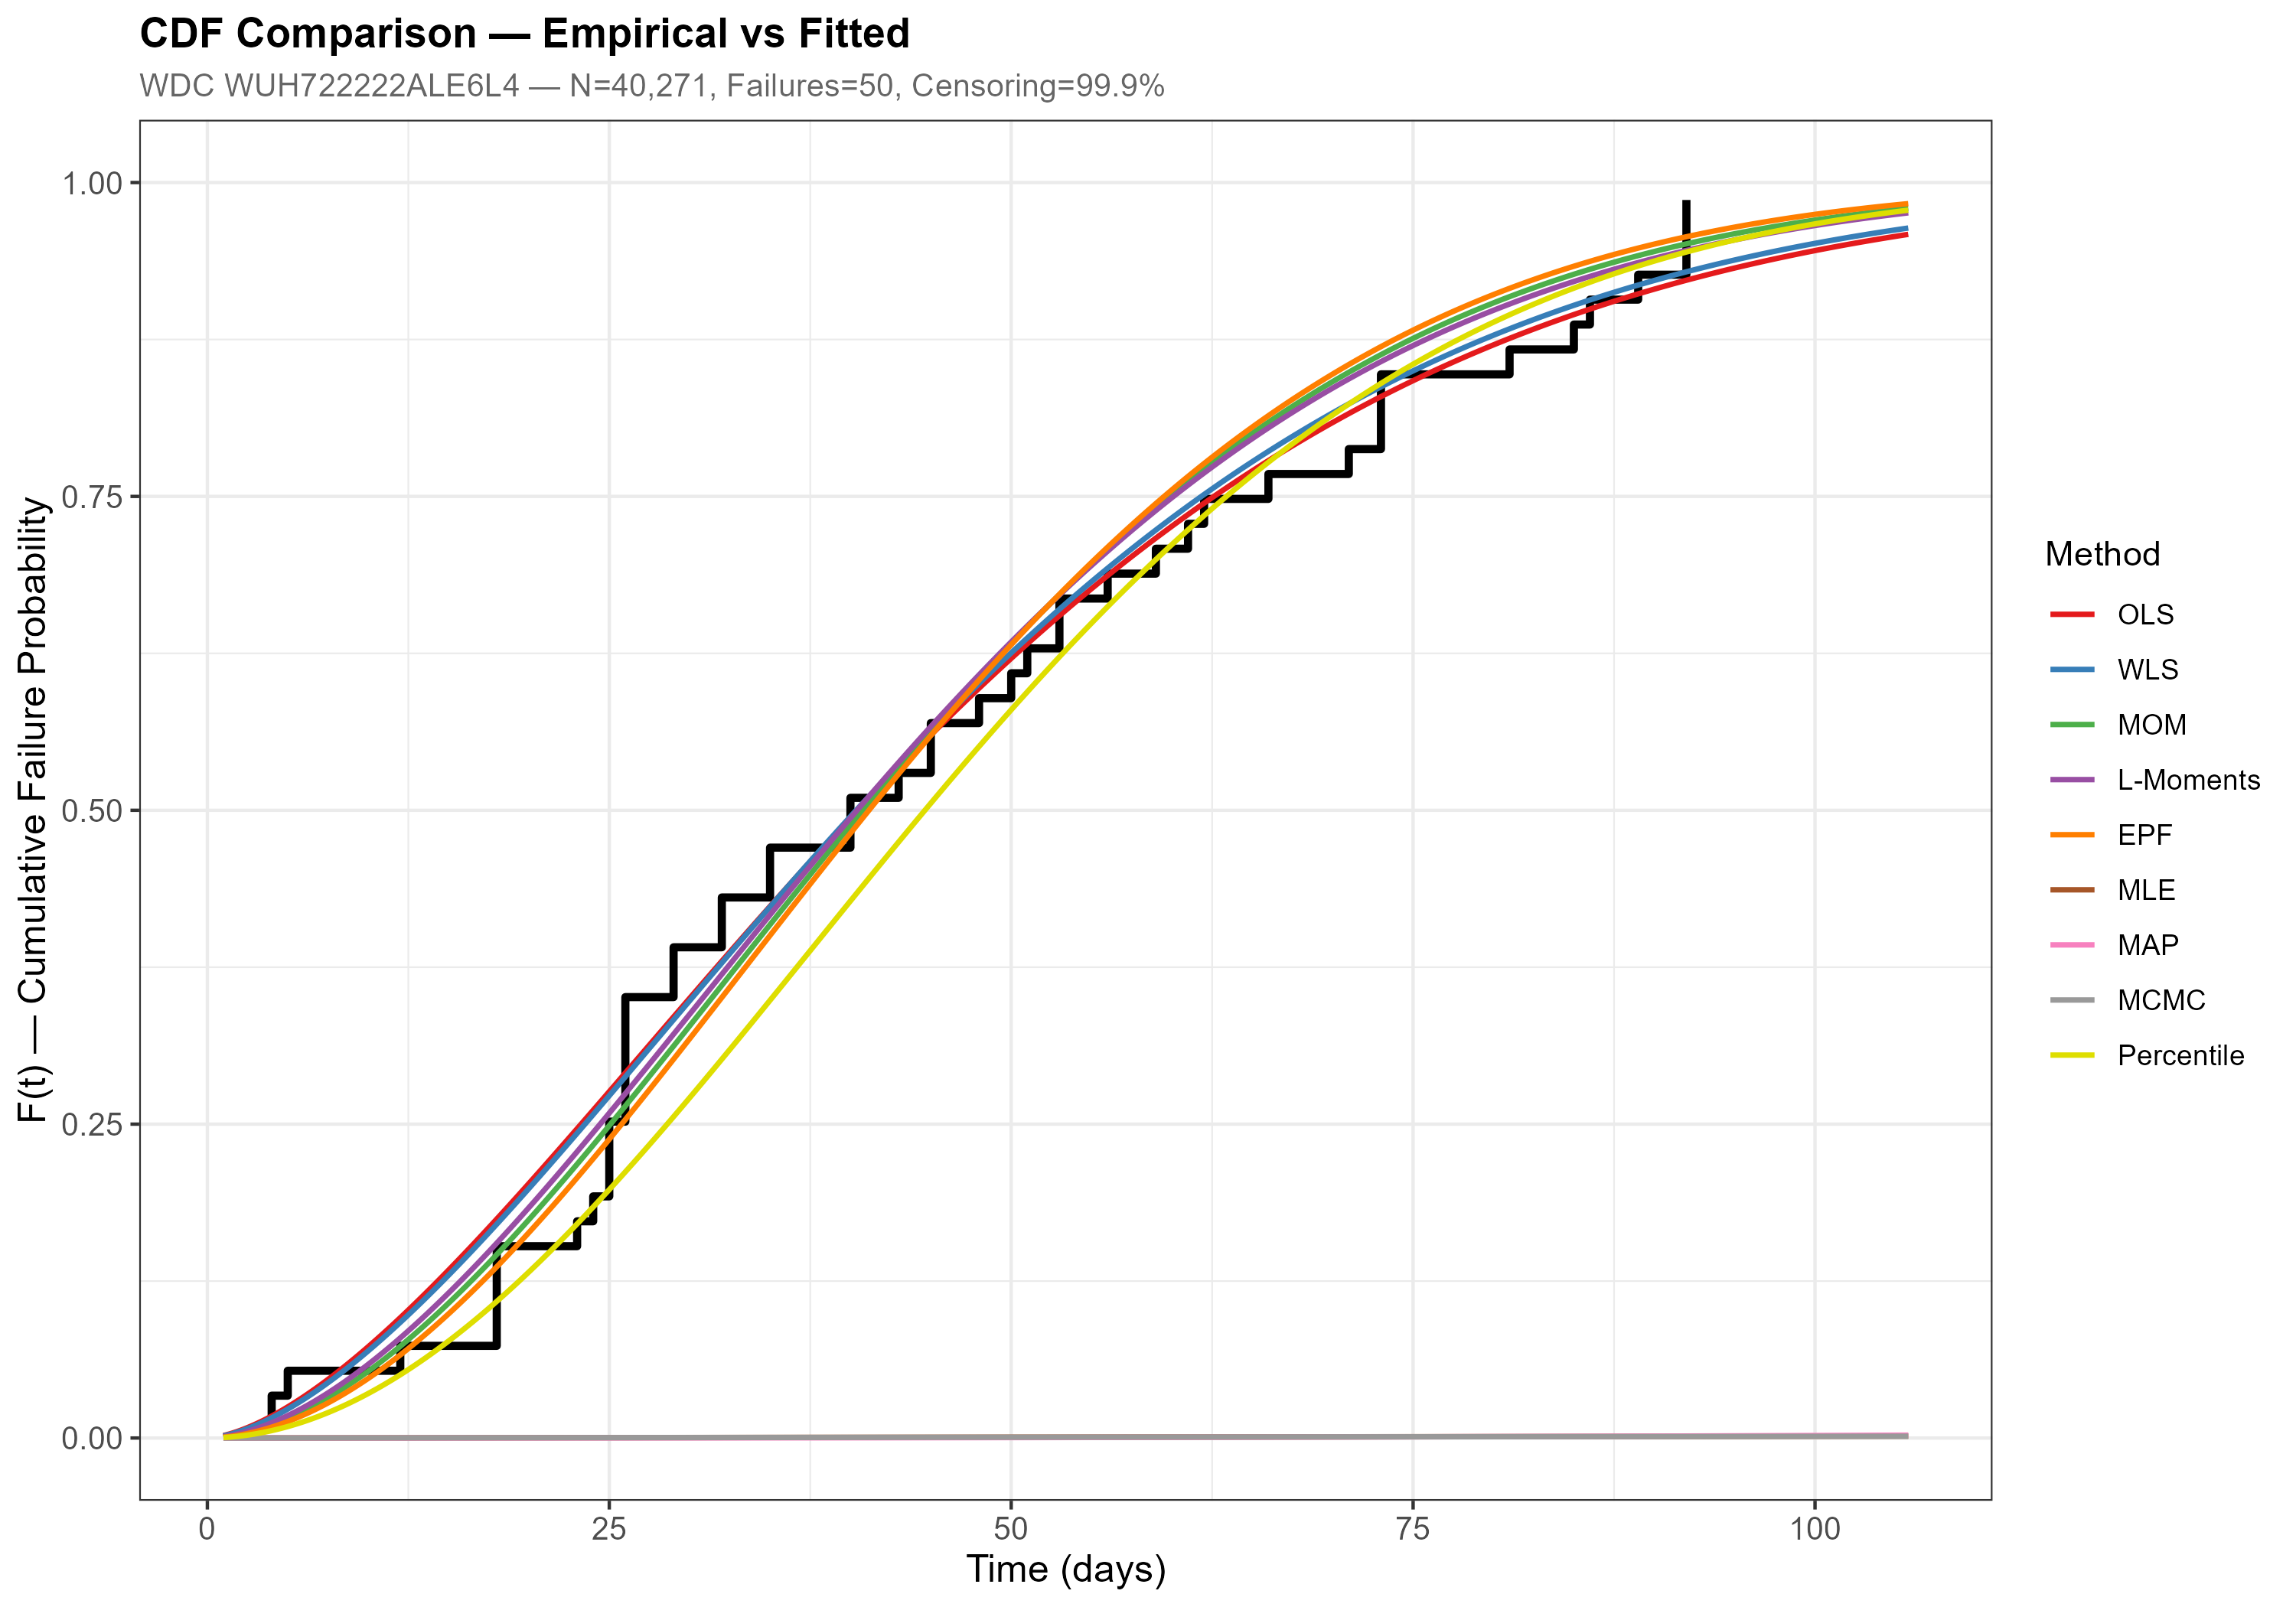 CDF Comparison — Empirical vs Fitted
WDC WUH722222ALE6L4 — N=40,271, Failures=50, Censoring=99.9%
F(t) — Cumulative Failure Probability
1.00
0.75
0.50
0.25
0.00
0
25
50
75
100
Time (days)
Method
OLS
WLS
MOM
L-Moments
EPF
MLE
MAP
MCMC
Percentile